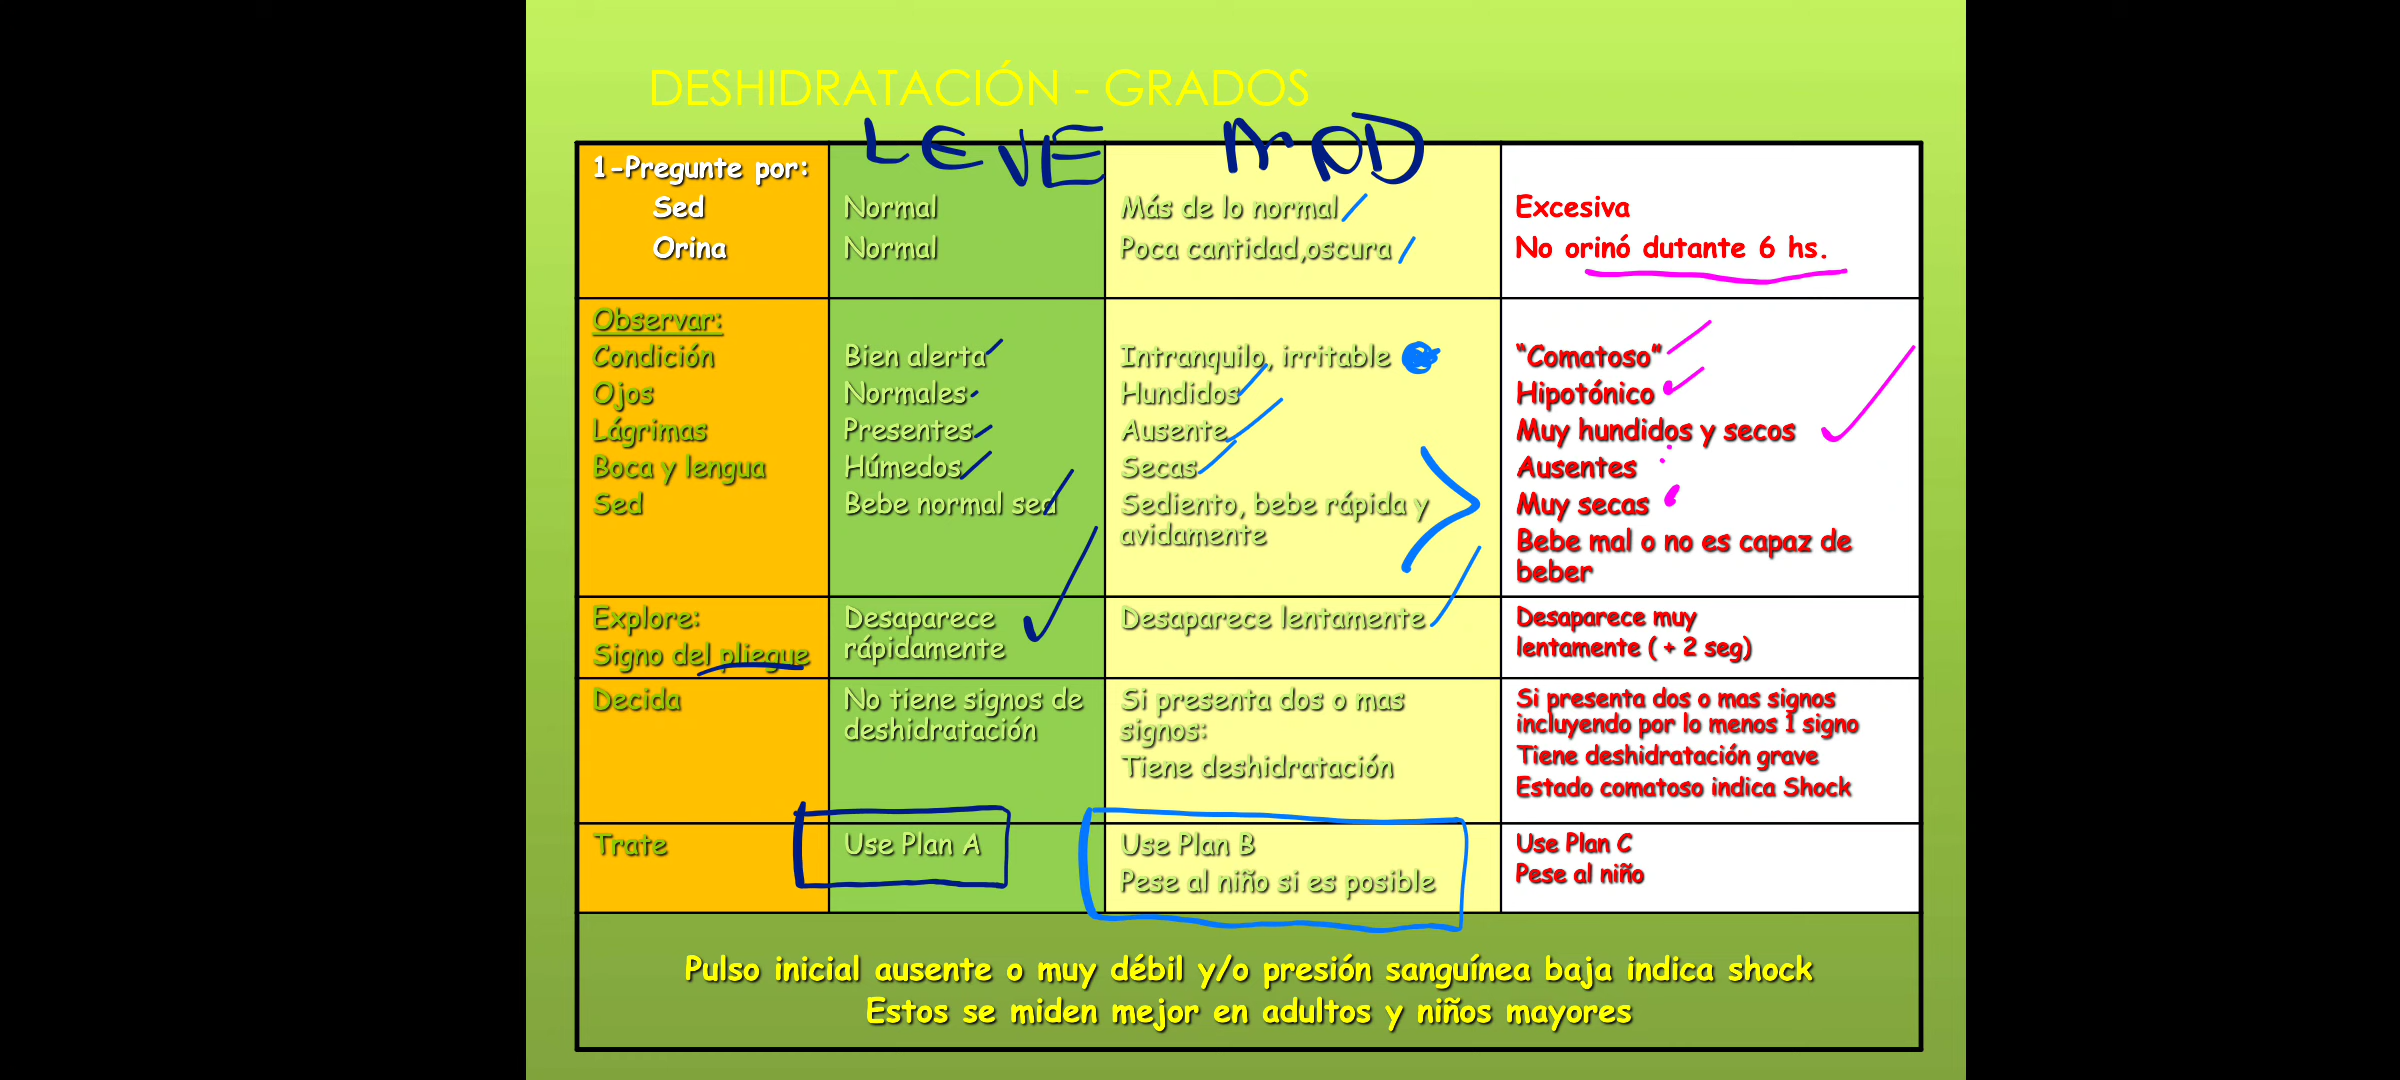 DESHIDRATACIÓN - GRADOS
LEVE MOD
1-Pregunte por:
Sed Normal Más de lo normal Excesiva
Orina Normal Poca cantidad,oscura No orinó dutante 6 hs.
Observar:
Condición Bien alerta Intranquilo, irritable “Comatoso”
Ojos Normales Hundidos Hipotónico
Lágrimas Presentes Ausente Muy hundidos y secos
Boca y lengua Húmedos Secas Ausentes
Sed Bebe normal sed Sediento, bebe rápida y Muy secas
avidamente Bebe mal o no es capaz de
beber
Explore: Desaparece Desaparece lentamente Desaparece muy
Signo del pliegue rápidamente lentamente ( + 2 seg)
Decida No tiene signos de Si presenta dos o mas Si presenta dos o mas signos
deshidratación signos: incluyendo por lo menos 1 signo
Tiene deshidratación Tiene deshidratación grave
Estado comatoso indica Shock
Trate Use Plan A Use Plan B Use Plan C
Pese al niño si es posible Pese al niño
Pulso inicial ausente o muy débil y/o presión sanguínea baja indica shock
Estos se miden mejor en adultos y niños mayores